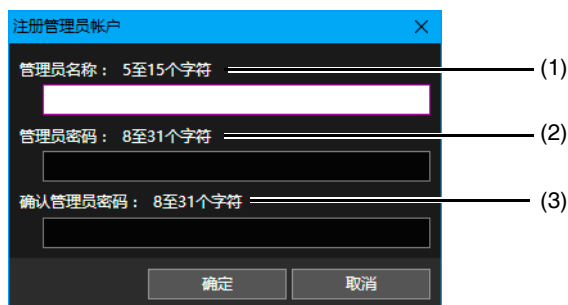 注册管理员帐户
管理员名称： 5至15个字符 (1)
管理员密码： 8至31个字符 (2)
确认管理员密码： 8至31个字符 (3)
确定 取消